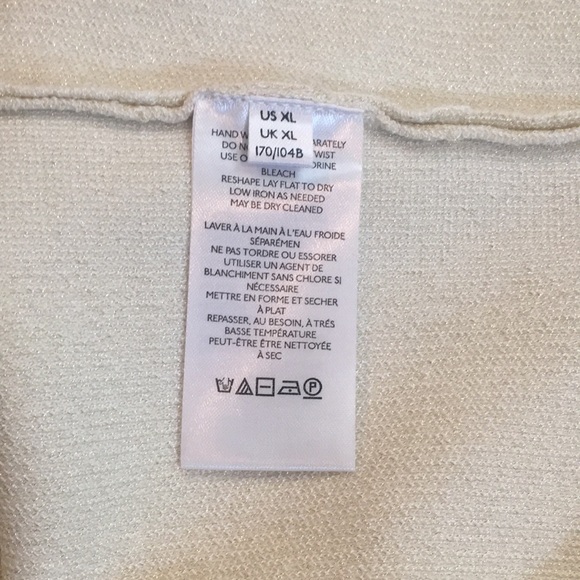 US XL
UK XL
170/104B
HAND W ARATELY
DO NO WIST
USE O ORINE
BLEACH
RESHAPE LAY FLAT TO DRY
LOW IRON AS NEEDED
MAY BE DRY CLEANED
LAVER À LA MAIN À L'EAU FROIDE
SÉPARÉMEN
NE PAS TORDRE OU ESSORER
UTILISER UN AGENT DE
BLANCHIMENT SANS CHLORE SI
NÉCESSAIRE
METTRE EN FORME ET SECHER
À PLAT
REPASSER, AU BESOIN, À TRÉS
BASSE TEMPÉRATURE
PEUT-ÊTRE ÊTRE NETTOYÉE
À SEC
P